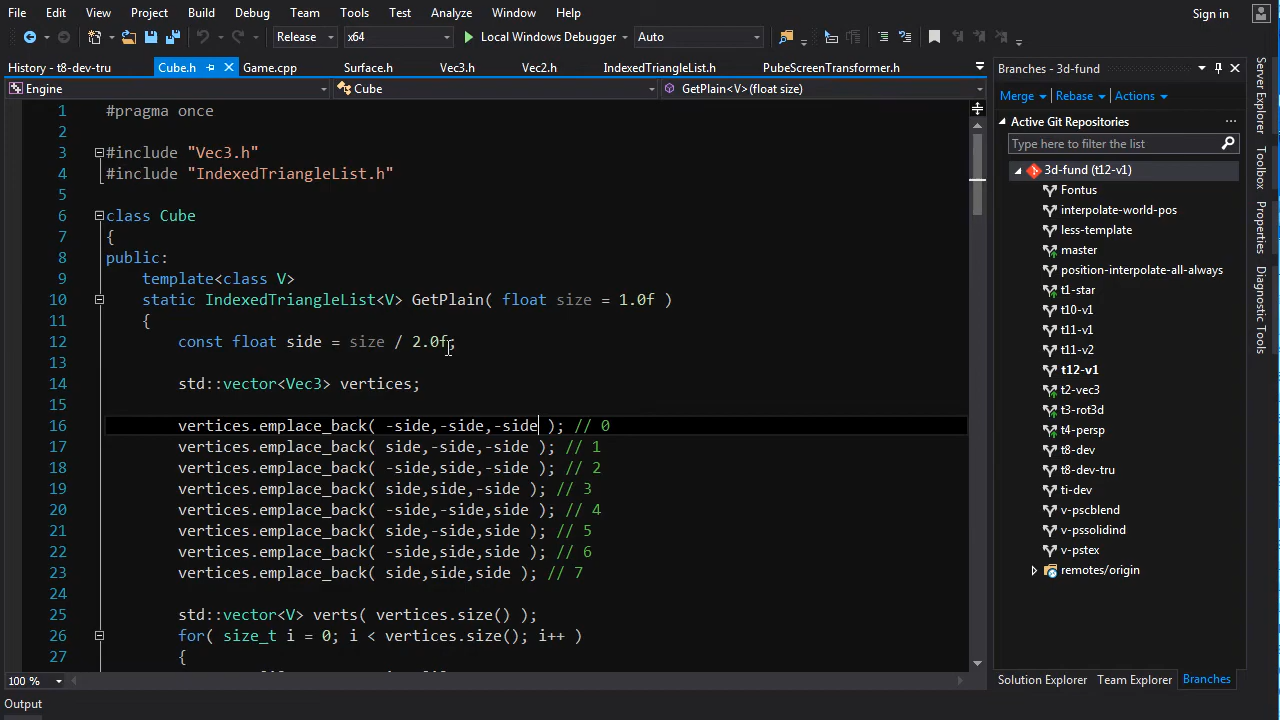 File Edit View Project Build Debug Team Tools Test Analyze Window Help Sign in
Release x64 Local Windows Debugger Auto
History - t8-dev-tru Cube.h Game.cpp Surface.h Vec3.h Vec2.h IndexedTriangleList.h PubeScreenTransformer.h
Engine Cube GetPlain<V>(float size)
1 #pragma once
2
3 #include "Vec3.h"
4 #include "IndexedTriangleList.h"
5
6 class Cube
7 {
8 public:
9 template<class V>
10 static IndexedTriangleList<V> GetPlain( float size = 1.0f )
11 {
12 const float side = size / 2.0f;
13
14 std::vector<Vec3> vertices;
15
16 vertices.emplace_back( -side,-side,-side ); // 0
17 vertices.emplace_back( side,-side,-side ); // 1
18 vertices.emplace_back( -side,side,-side ); // 2
19 vertices.emplace_back( side,side,-side ); // 3
20 vertices.emplace_back( -side,-side,side ); // 4
21 vertices.emplace_back( side,-side,side ); // 5
22 vertices.emplace_back( -side,side,side ); // 6
23 vertices.emplace_back( side,side,side ); // 7
24
25 std::vector<V> verts( vertices.size() );
26 for( size_t i = 0; i < vertices.size(); i++ )
27 {
100 %
Output
Branches - 3d-fund
Merge Rebase Actions
Active Git Repositories ...
Type here to filter the list
3d-fund (t12-v1)
Fontus
interpolate-world-pos
less-template
master
position-interpolate-all-always
t1-star
t10-v1
t11-v1
t11-v2
t12-v1
t2-vec3
t3-rot3d
t4-persp
t8-dev
t8-dev-tru
ti-dev
v-pscblend
v-pssolidind
v-pstex
remotes/origin
Solution Explorer Team Explorer Branches
Server Explorer
Toolbox
Properties
Diagnostic Tools